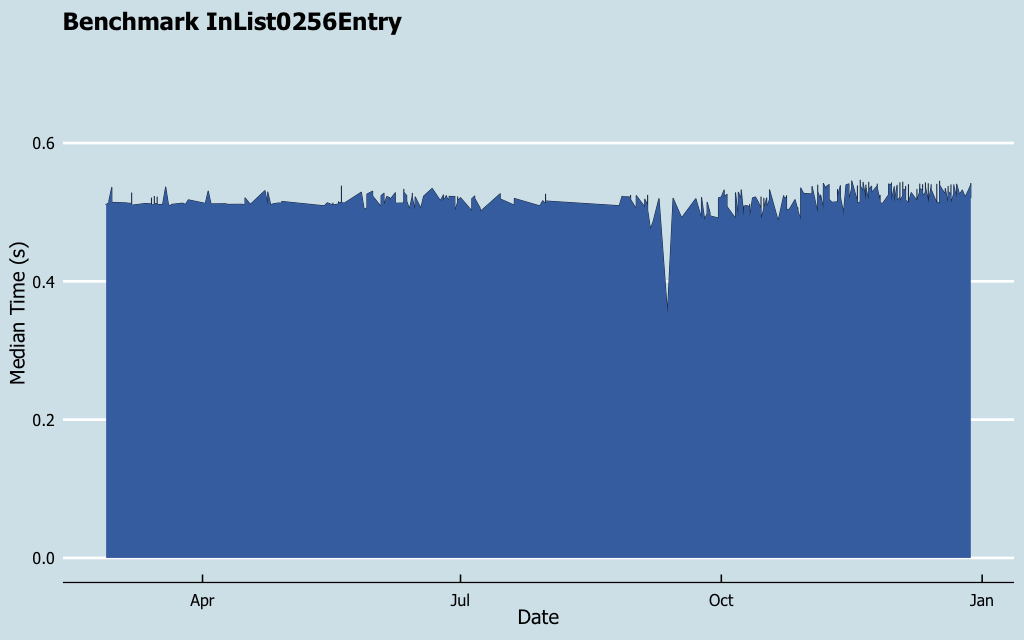 Benchmark InList0256Entry
Median Time (s)
0.6
0.4
0.2
0.0
Apr
Jul
Oct
Jan
Date